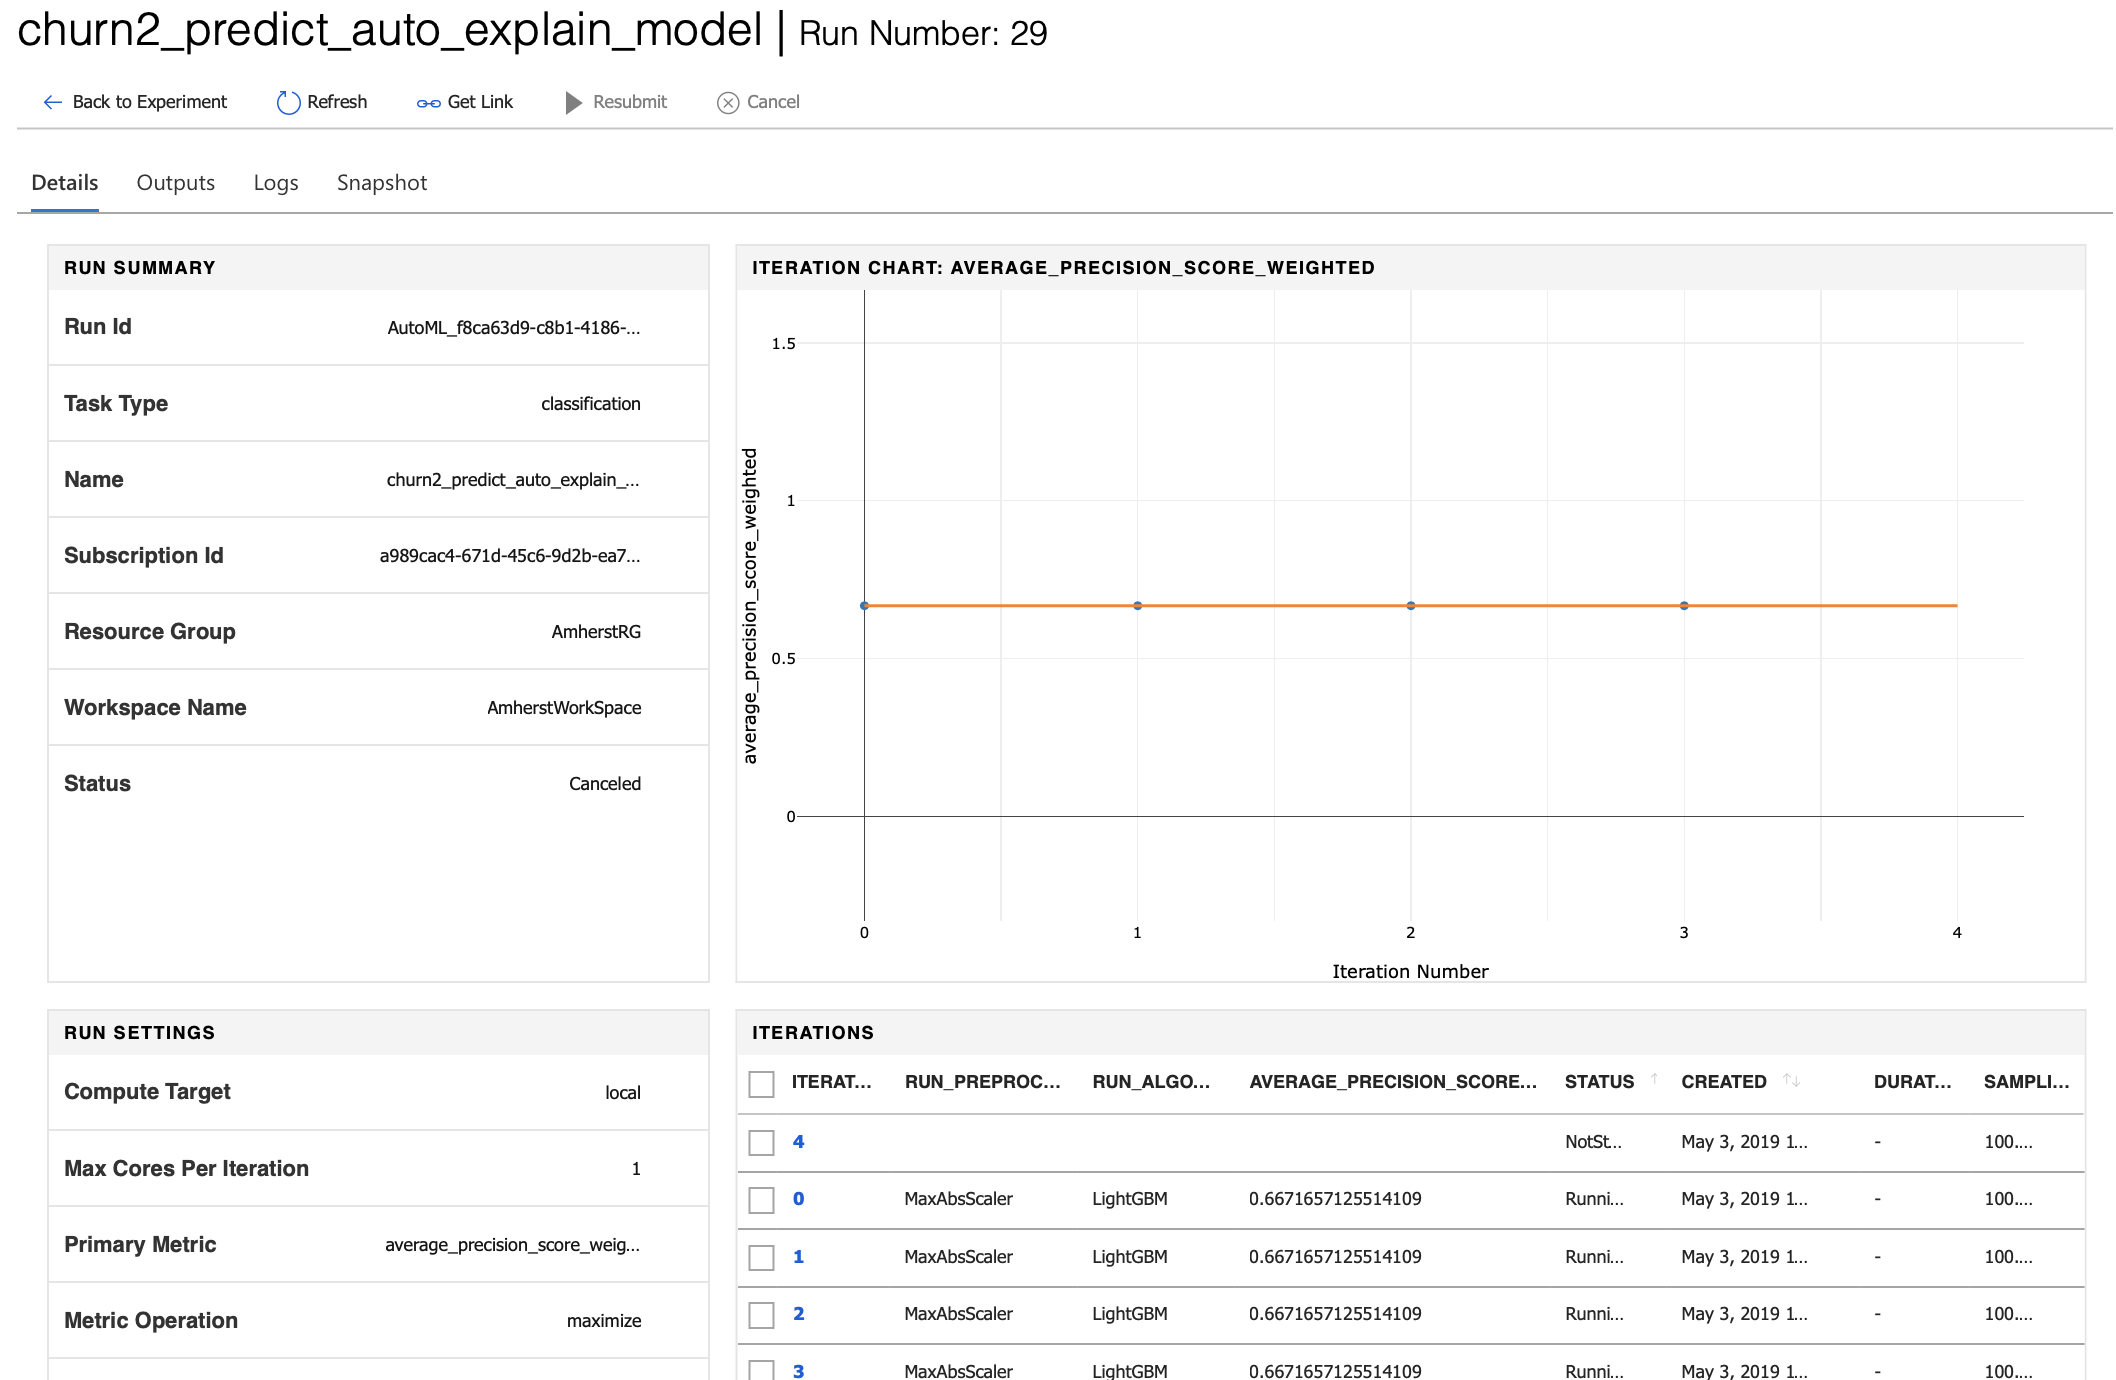 churn2_predict_auto_explain_model | Run Number: 29
Back to Experiment Refresh Get Link Resubmit Cancel
Details Outputs Logs Snapshot
RUN SUMMARY
Run Id AutoML_f8ca63d9-c8b1-4186-...
Task Type classification
Name churn2_predict_auto_explain_...
Subscription Id a989cac4-671d-45c6-9d2b-ea7...
Resource Group AmherstRG
Workspace Name AmherstWorkSpace
Status Canceled
ITERATION CHART: AVERAGE_PRECISION_SCORE_WEIGHTED
average_precision_score_weighted
1.5
1
0.5
0
0 1 2 3 4
Iteration Number
RUN SETTINGS
Compute Target local
Max Cores Per Iteration 1
Primary Metric average_precision_score_weig...
Metric Operation maximize
ITERATIONS
ITERAT... RUN_PREPROC... RUN_ALGO... AVERAGE_PRECISION_SCORE... STATUS ↑ CREATED ↑↓ DURAT... SAMPLI...
4 NotSt... May 3, 2019 1... - 100....
0 MaxAbsScaler LightGBM 0.6671657125514109 Runni... May 3, 2019 1... - 100....
1 MaxAbsScaler LightGBM 0.6671657125514109 Runni... May 3, 2019 1... - 100....
2 MaxAbsScaler LightGBM 0.6671657125514109 Runni... May 3, 2019 1... - 100....
3 MaxAbsScaler LightGBM 0.6671657125514109 Runni... May 3, 2019 1... - 100....